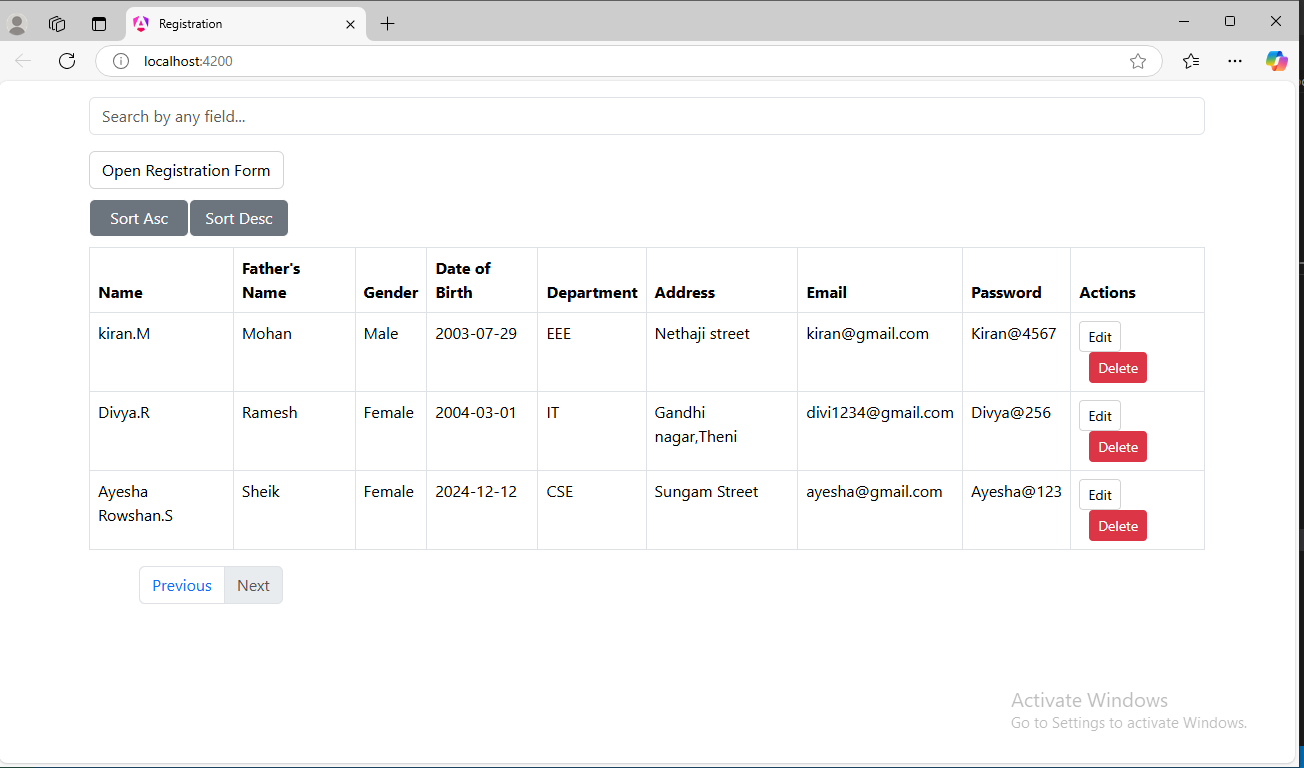 Registration
localhost:4200
Search by any field...
Open Registration Form
Sort Asc Sort Desc
Name Father's Name Gender Date of Birth Department Address Email Password Actions
kiran.M Mohan Male 2003-07-29 EEE Nethaji street kiran@gmail.com Kiran@4567 Edit
Delete
Divya.R Ramesh Female 2004-03-01 IT Gandhi nagar,Theni divi1234@gmail.com Divya@256 Edit
Delete
Ayesha Rowshan.S Sheik Female 2024-12-12 CSE Sungam Street ayesha@gmail.com Ayesha@123 Edit
Delete
Previous Next
Activate Windows
Go to Settings to activate Windows.